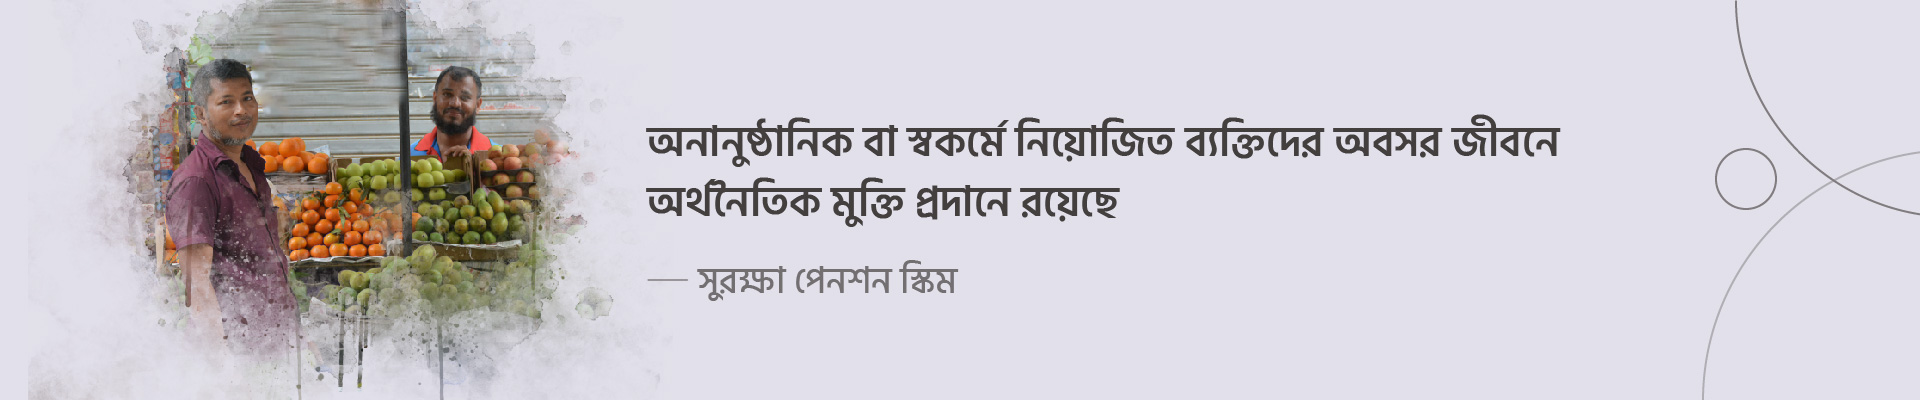 অনানুষ্ঠানিক বা স্বকর্মে নিয়োজিত ব্যক্তিদের অবসর জীবনে
অর্থনৈতিক মুক্তি প্রদানে রয়েছে
— সুরক্ষা পেনশন স্কিম